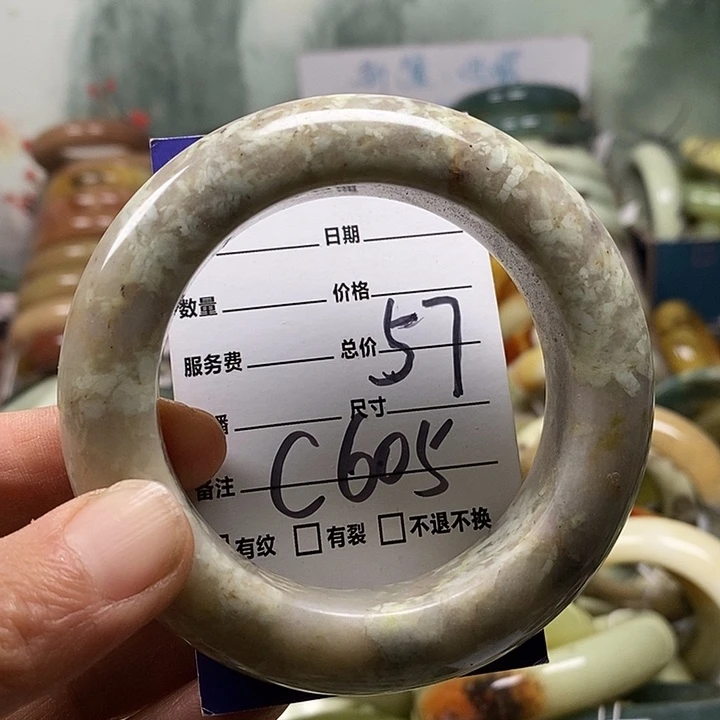 日期
数量 价格
服务费 总价 57
尺寸
备注 C605
有纹 □ 有裂 □ 不退不换